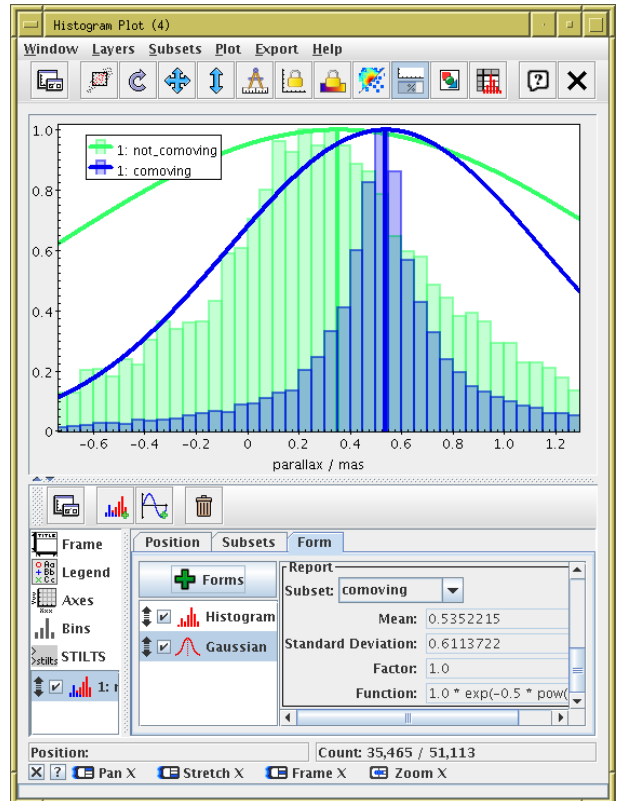 Histogram Plot (4)
Window Layers Subsets Plot Export Help
1.0
1: not_comoving
1: comoving
0.8
0.6
0.4
0.2
0
-0.6 -0.4 -0.2 0 0.2 0.4 0.6 0.8 1.0 1.2
parallax / mas
Frame
Legend
Axes
Bins
STILTS
1: r
Position Subsets Form
Forms
Histogram
Gaussian
Report
Subset: comoving
Mean: 0.5352215
Standard Deviation: 0.6113722
Factor: 1.0
Function: 1.0 * exp(-0.5 * pow(
Position: Count: 35,465 / 51,113
Pan X Stretch X Frame X Zoom X